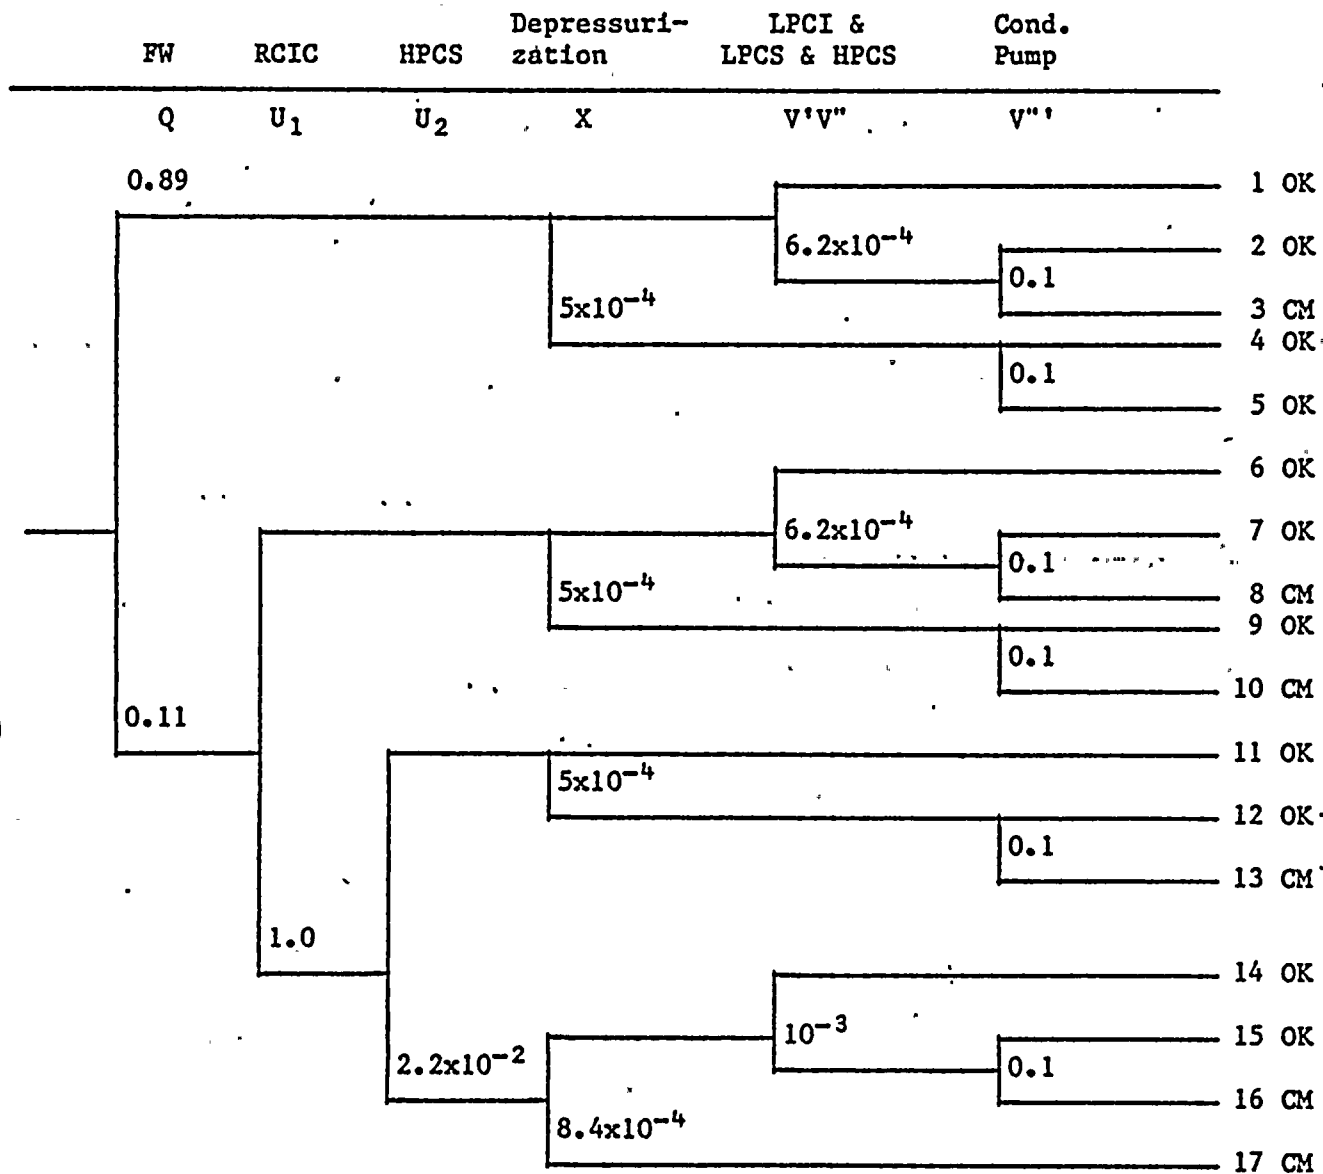 FW RCIC HPCS Depressuri-zation LPCI & LPCS & HPCS Cond. Pump
Q U1 U2 X V'V" V"'
0.89
1 OK
6.2x10⁻⁴
2 OK
0.1
3 CM
5x10⁻⁴
4 OK
0.1
5 OK
6 OK
6.2x10⁻⁴
7 OK
0.1
8 CM
5x10⁻⁴
9 OK
0.1
10 CM
0.11
11 OK
5x10⁻⁴
12 OK
0.1
13 CM
1.0
14 OK
10⁻³
15 OK
2.2x10⁻²
0.1
16 CM
8.4x10⁻⁴
17 CM